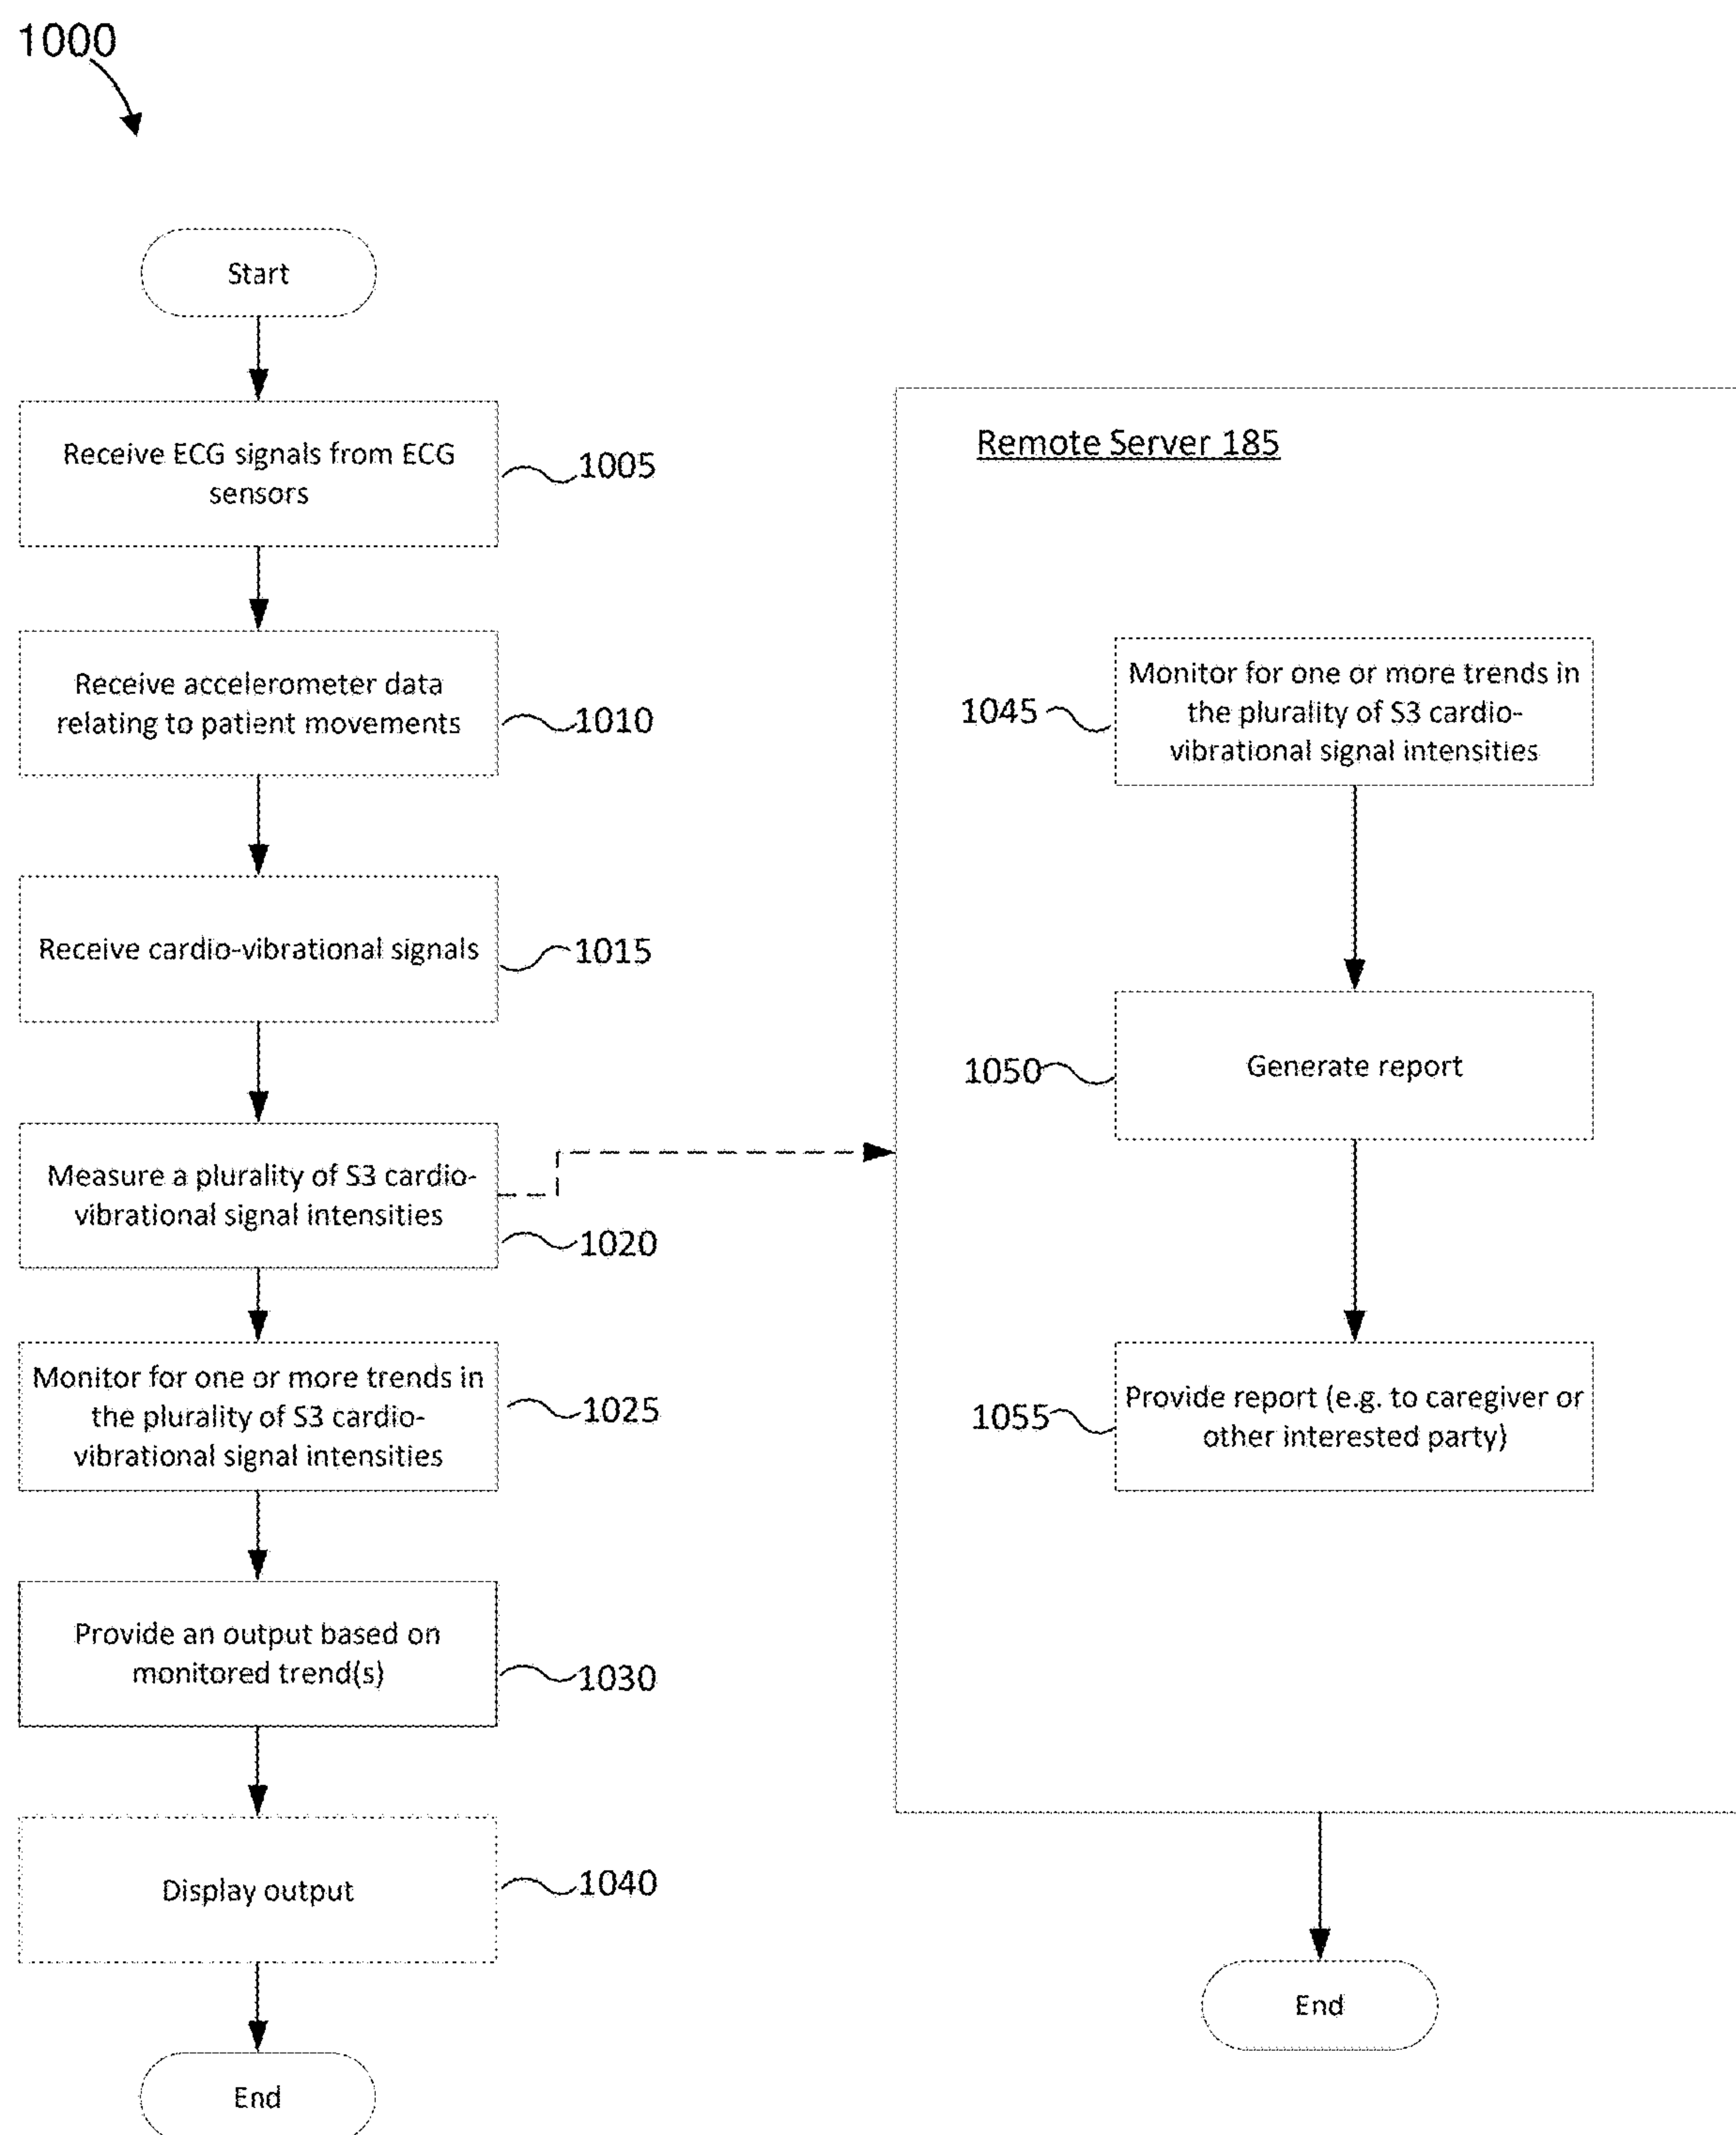 1000
Start
Receive ECG signals from ECG
sensors
1005
Receive accelerometer data
relating to patient movements
1010
Receive cardio-vibrational signals
1015
Measure a plurality of S3 cardio-
vibrational signal intensities
1020
Monitor for one or more trends in
the plurality of S3 cardio-
vibrational signal intensities
1025
Provide an output based on
monitored trend(s)
1030
Display output
1040
End
Remote Server 185
Monitor for one or more trends in
the plurality of S3 cardio-
vibrational signal intensities
1045
Generate report
1050
Provide report (e.g. to caregiver or
other interested party)
1055
End